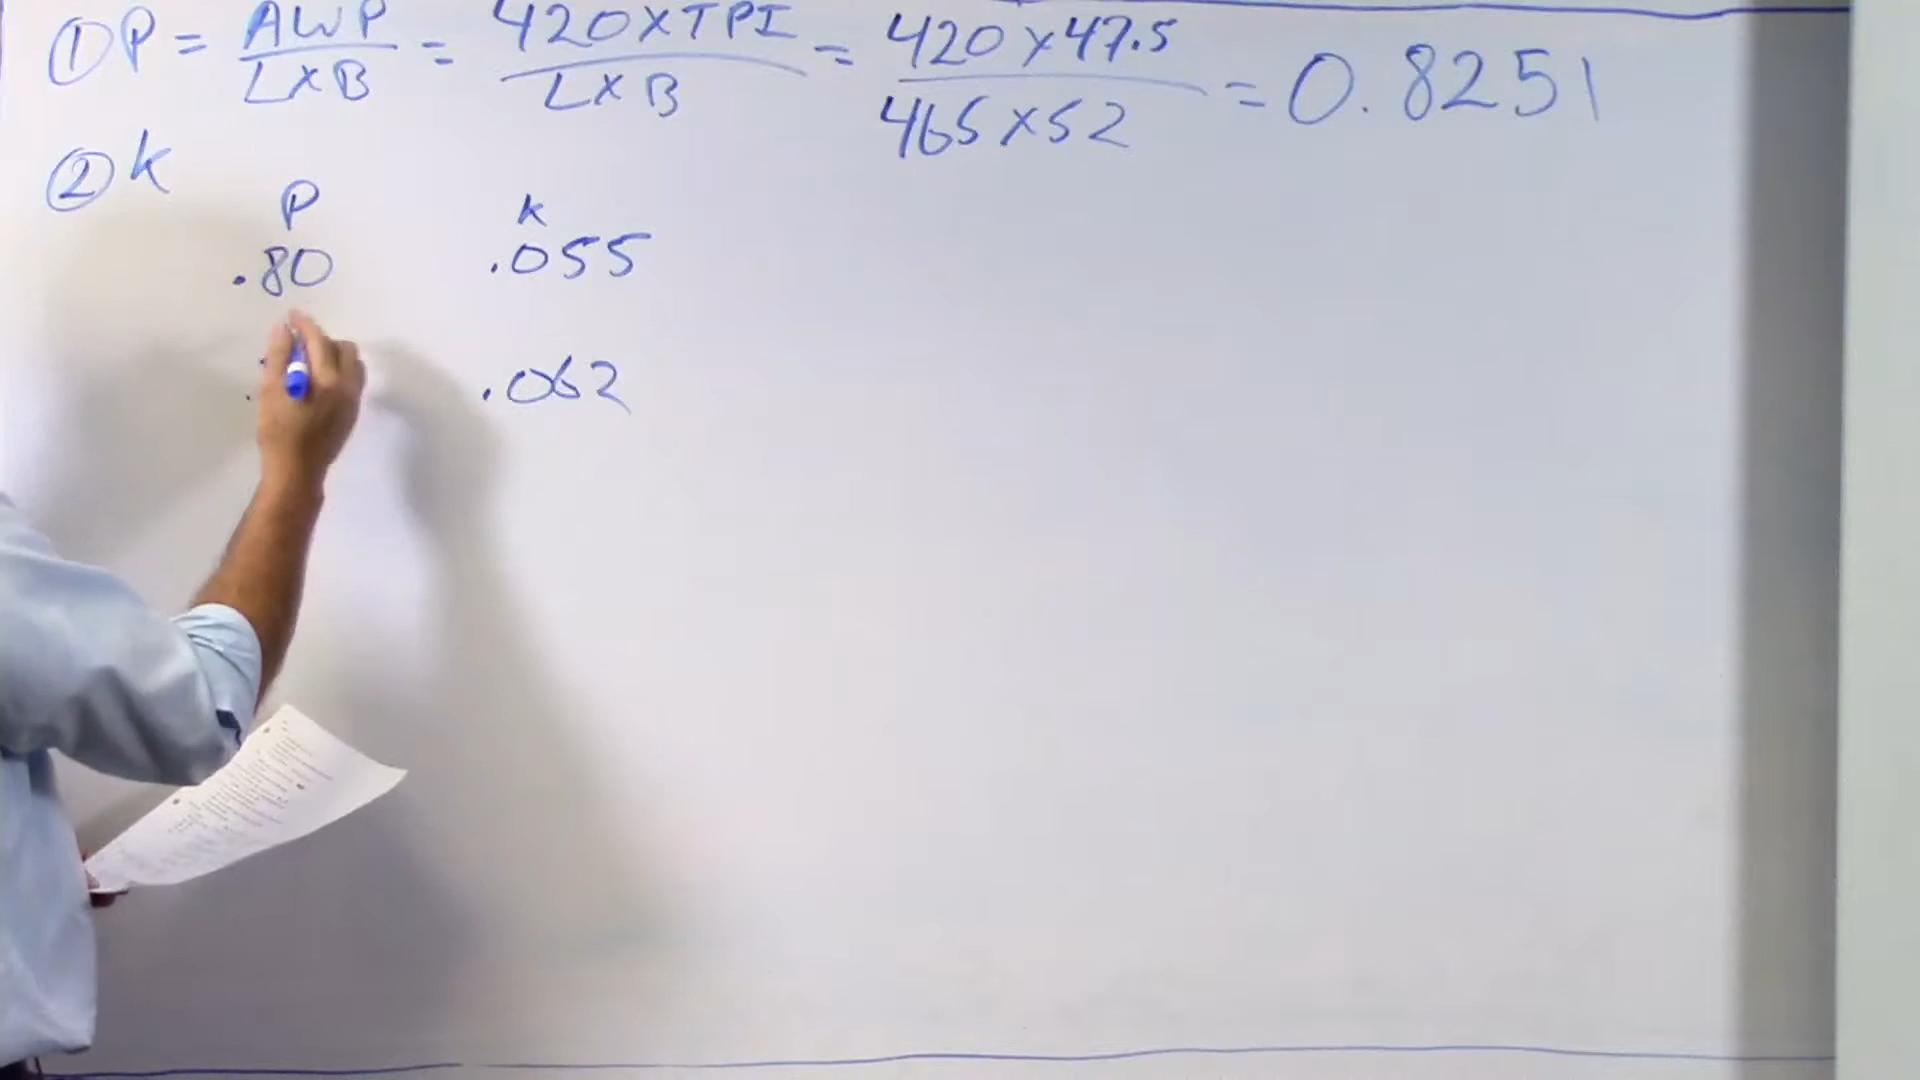 ① P = AWP / L X B = 420 X TPI / L X B = 420 x 47.5 / 465 x 52 = 0.8251
② k
P k
.80 .055
.062